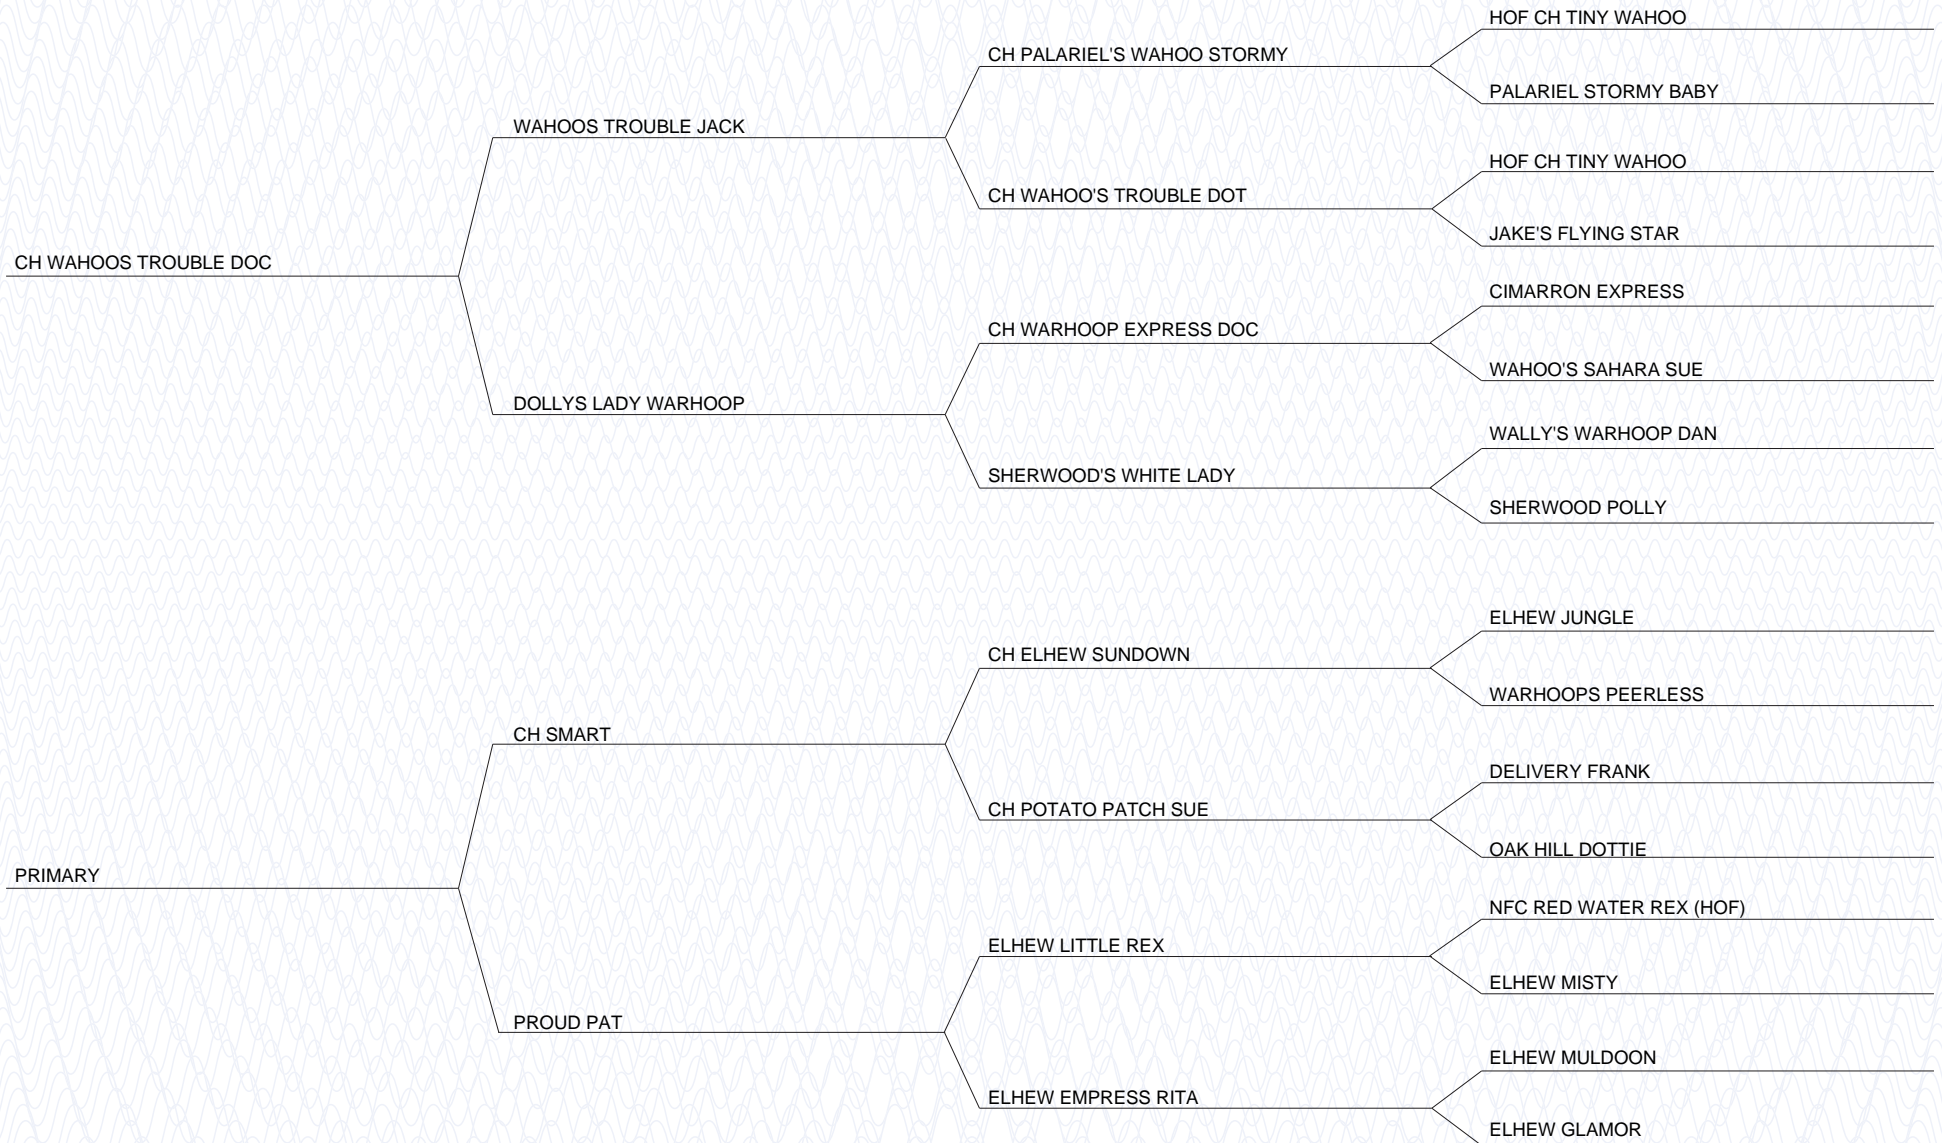 HOF CH TINY WAHOO
CH PALARIEL'S WAHOO STORMY
PALARIEL STORMY BABY
WAHOOS TROUBLE JACK
HOF CH TINY WAHOO
CH WAHOO'S TROUBLE DOT
JAKE'S FLYING STAR
CH WAHOOS TROUBLE DOC
CIMARRON EXPRESS
CH WARHOOP EXPRESS DOC
WAHOO'S SAHARA SUE
DOLLYS LADY WARHOOP
WALLY'S WARHOOP DAN
SHERWOOD'S WHITE LADY
SHERWOOD POLLY
ELHEW JUNGLE
CH ELHEW SUNDOWN
WARHOOPS PEERLESS
CH SMART
DELIVERY FRANK
CH POTATO PATCH SUE
OAK HILL DOTTIE
PRIMARY
NFC RED WATER REX (HOF)
ELHEW LITTLE REX
ELHEW MISTY
PROUD PAT
ELHEW MULDOON
ELHEW EMPRESS RITA
ELHEW GLAMOR